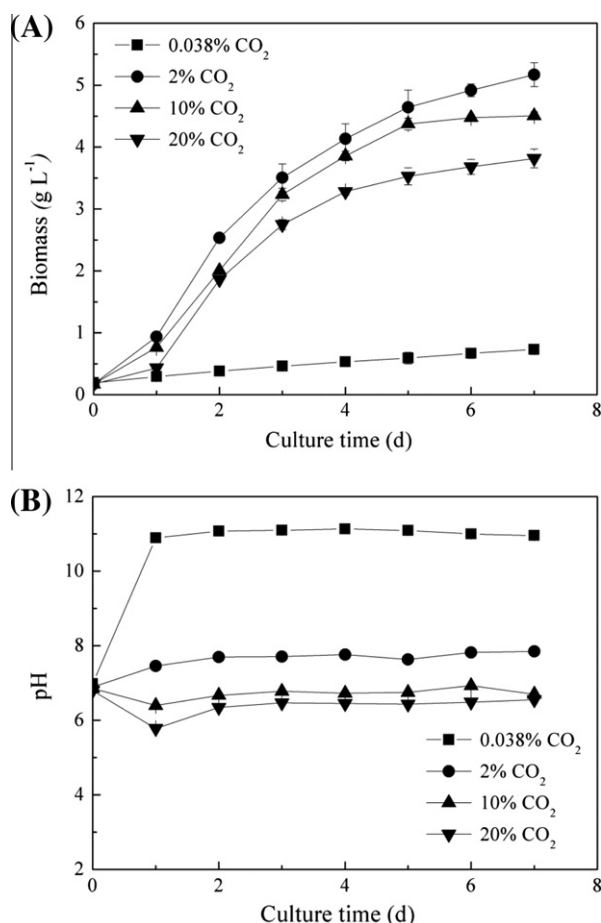 (A)
6
5
4
3
2
1
0
Biomass (g L⁻¹)
0.038% CO₂
2% CO₂
10% CO₂
20% CO₂
0 2 4 6 8
Culture time (d)
(B)
12
10
8
6
4
2
pH
0.038% CO₂
2% CO₂
10% CO₂
20% CO₂
0 2 4 6 8
Culture time (d)